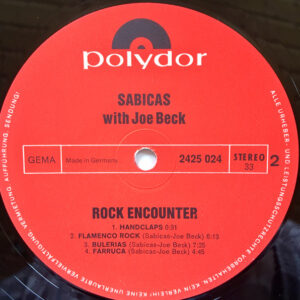 polydor
SABICAS
with Joe Beck
GEMA
Made in Germany
2425 024
STEREO
33
2
ROCK ENCOUNTER
1. HANDCLAPS 0:31
2. FLAMENCO ROCK (Sabicas-Joe Beck) 6:13
3. BULERIAS (Sabicas-Joe Beck) 7:25
4. FARRUCA (Sabicas-Joe Beck) 4:45
ALLE URHEBER- UND LEISTUNGSSCHUTZRECHTE VORBEHALTEN. KEIN VERLEIH! KEINE UNERLAUBTE VERVIELFÄLTIGUNG, VERMIETUNG, AUFFÜHRUNG, SENDUNG!